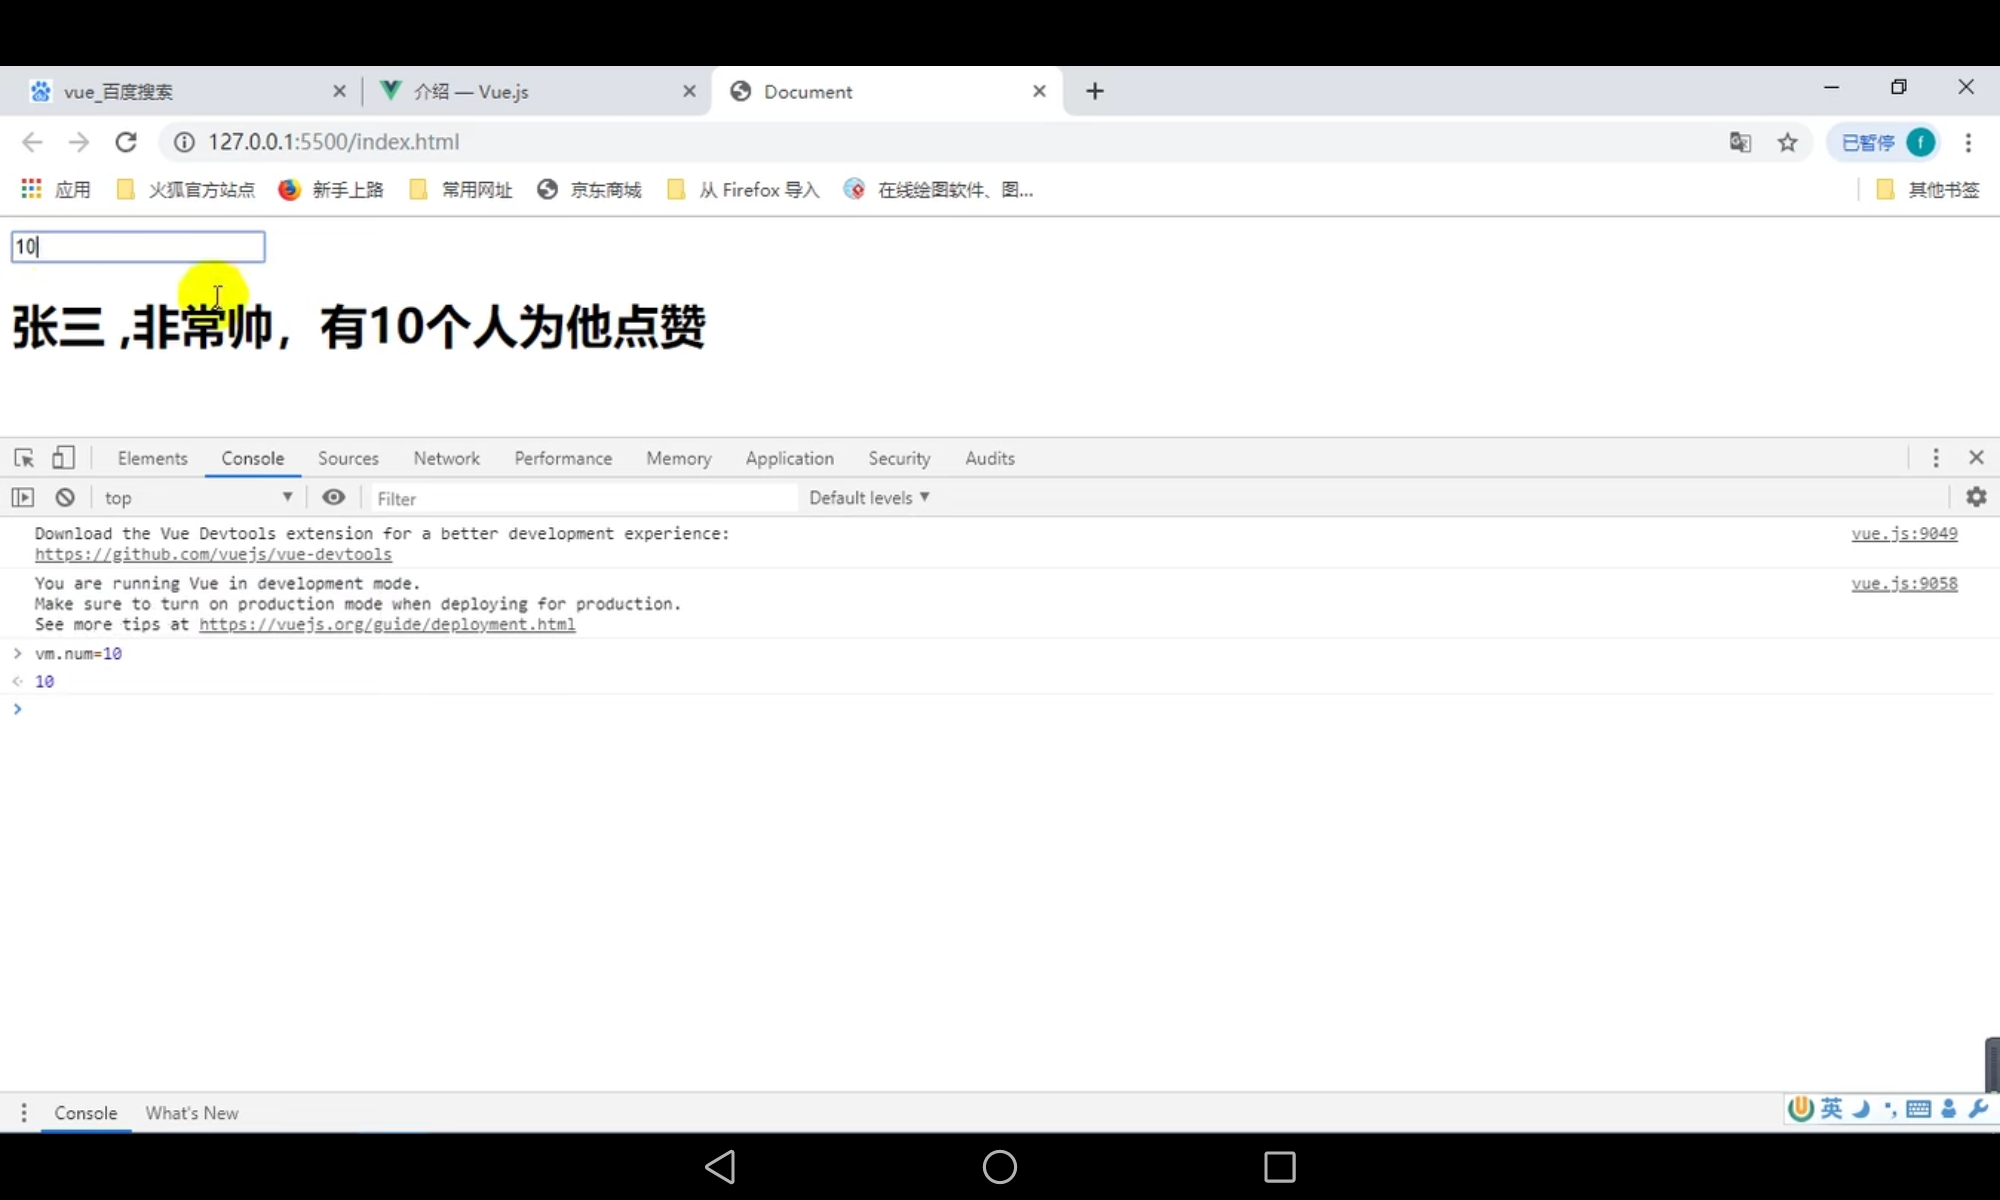 vue_百度搜索
介绍 — Vue.js
Document
127.0.0.1:5500/index.html
已暂停
f
应用
火狐官方站点
新手上路
常用网址
京东商城
从 Firefox 导入
在线绘图软件、图...
其他书签
10
张三 ,非常帅，有10个人为他点赞
Elements Console Sources Network Performance Memory Application Security Audits
top
Filter
Default levels
Download the Vue Devtools extension for a better development experience:
https://github.com/vuejs/vue-devtools
vue.js:9049
You are running Vue in development mode.
Make sure to turn on production mode when deploying for production.
See more tips at https://vuejs.org/guide/deployment.html
vue.js:9058
> vm.num=10
10
>
Console
What's New
英